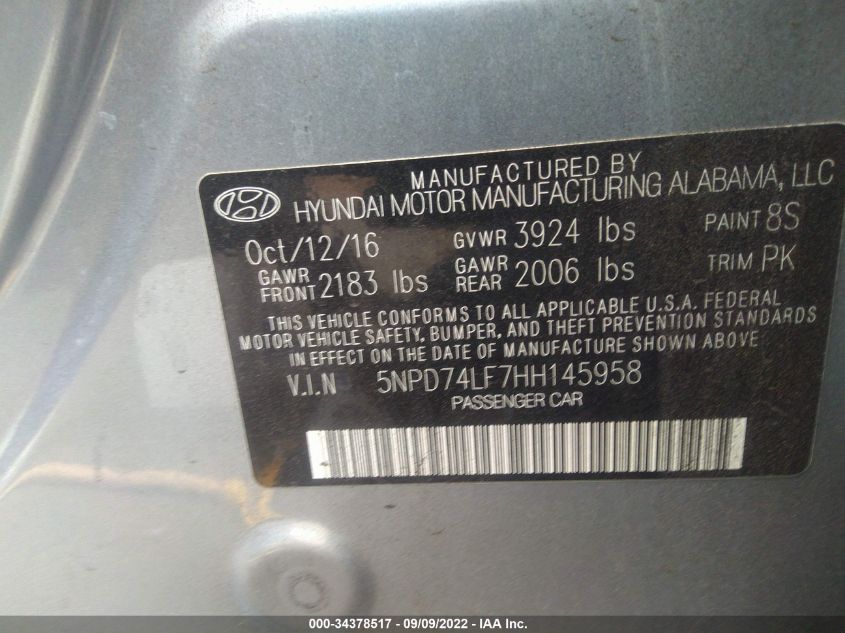 MANUFACTURED BY
HYUNDAI MOTOR MANUFACTURING ALABAMA, LLC
Oct/12/16 GVWR 3924 lbs PAINT 8S
GAWR FRONT 2183 lbs GAWR REAR 2006 lbs TRIM PK
THIS VEHICLE CONFORMS TO ALL APPLICABLE U.S.A. FEDERAL
MOTOR VEHICLE SAFETY, BUMPER, AND THEFT PREVENTION STANDARDS
IN EFFECT ON THE DATE OF MANUFACTURE SHOWN ABOVE
V.I.N 5NPD74LF7HH145958
PASSENGER CAR
000-34378517 - 09/09/2022 - IAA Inc.